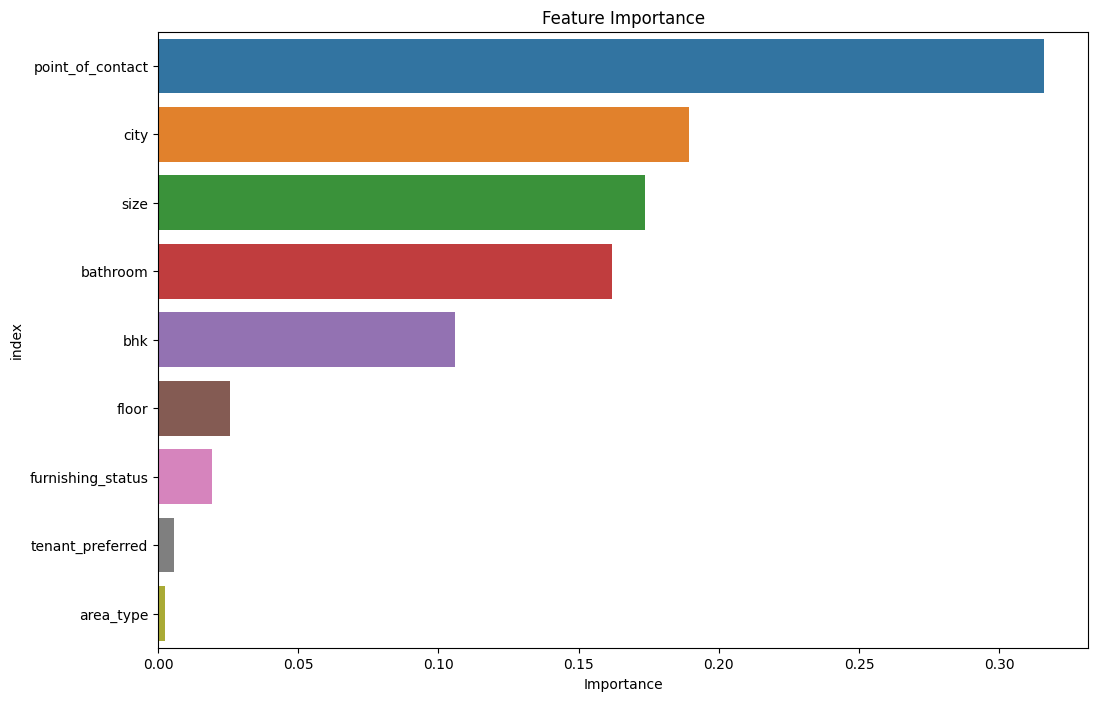 Feature Importance
point_of_contact
city
size
bathroom
bhk
floor
furnishing_status
tenant_preferred
area_type
index
0.00 0.05 0.10 0.15 0.20 0.25 0.30
Importance